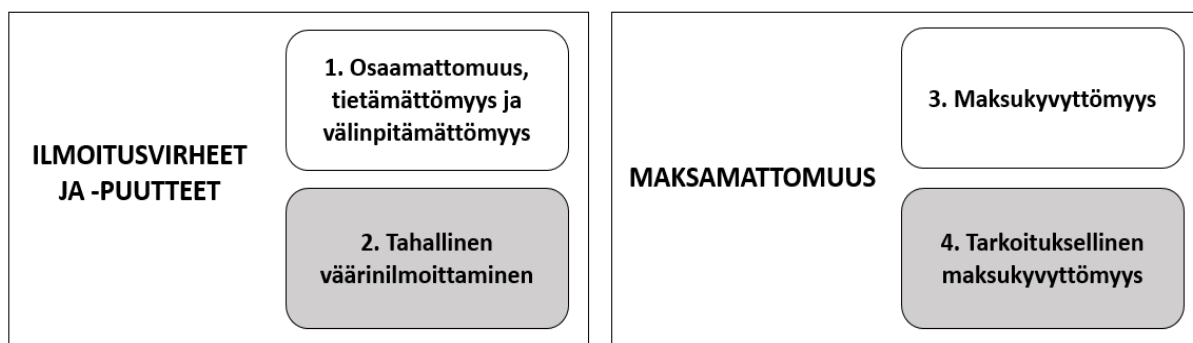 ILMOITUSVIRHEET
JA -PUUTTEET
1. Osaamattomuus,
tietämättömyys ja
välinpitämättömyys
2. Tahallinen
väärinilmoittaminen
MAKSAMATTOMUUS
3. Maksukyvyttömyys
4. Tarkoituksellinen
maksukyvyttömyys